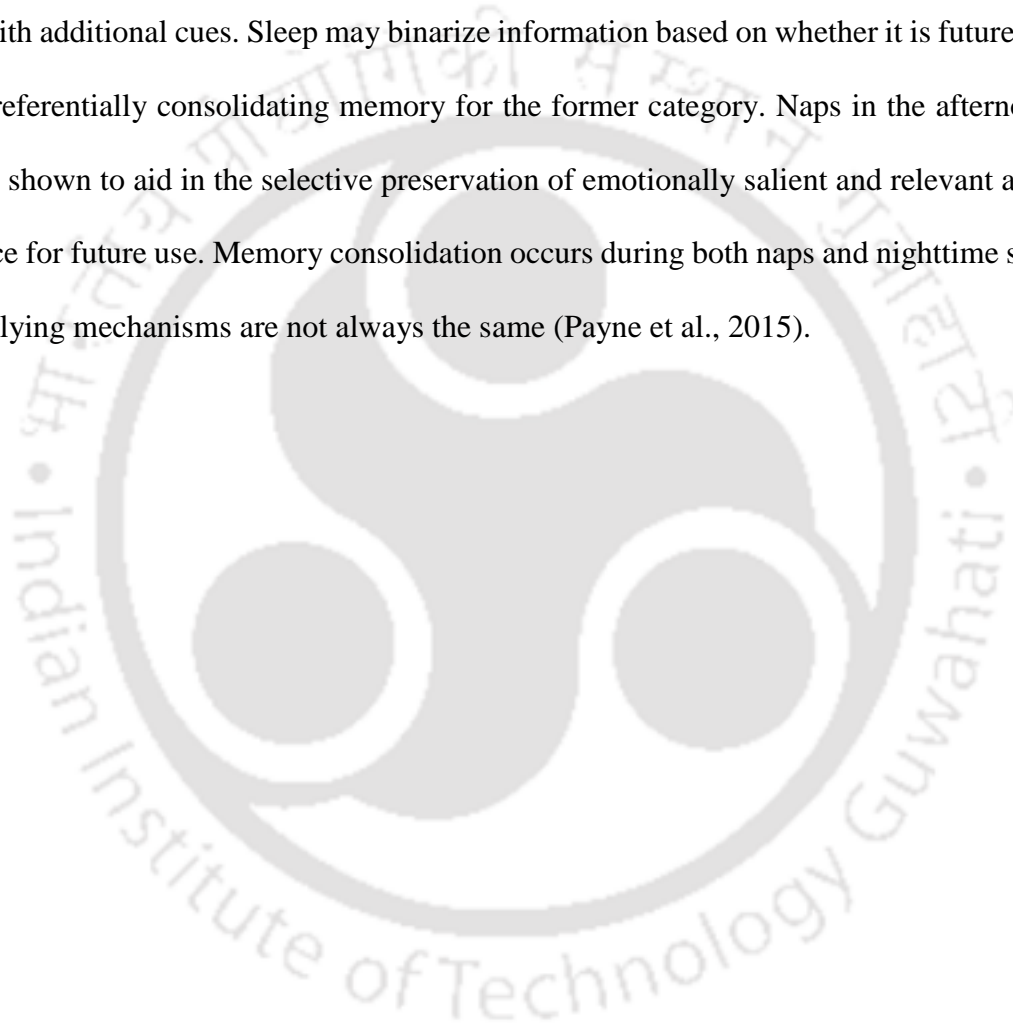 ith additional cues. Sleep may binarize information based on whether it is future
referentially consolidating memory for the former category. Naps in the afterno
shown to aid in the selective preservation of emotionally salient and relevant a
ce for future use. Memory consolidation occurs during both naps and nighttime s
lying mechanisms are not always the same (Payne et al., 2015).
गुवाहाटी
Indian Institute of Technology Guwahati